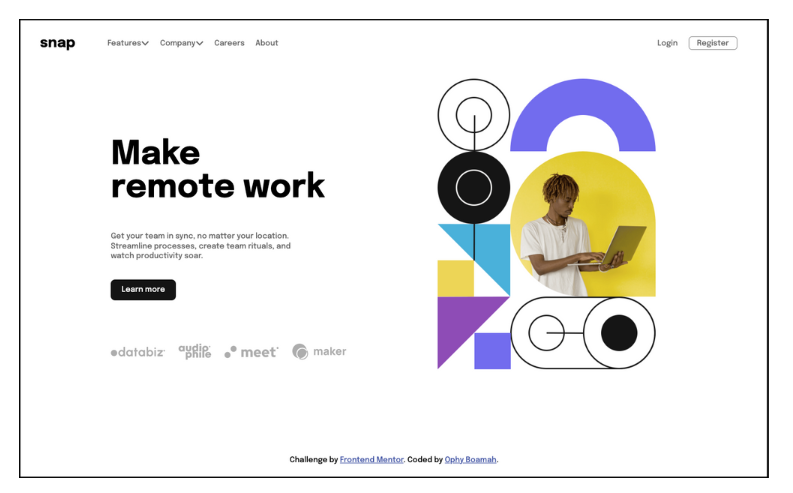 snap
Features Company Careers About
Login Register
Make
remote work
Get your team in sync, no matter your location.
Streamline processes, create team rituals, and
watch productivity soar.
Learn more
databiz audiophile meet maker
Challenge by Frontend Mentor. Coded by Ophy Boamah.